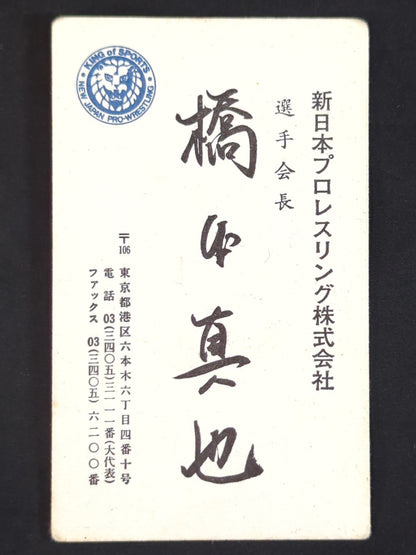 新日本プロレスリング株式会社
選手会長
橋本真也
〒106 東京都港区六本木六丁目四番十号
電話 03(三四〇五)三一一一番(大代表)
ファックス 03(三四〇五)六二〇〇番
KING of SPORTS
NEW JAPAN PRO-WRESTLING